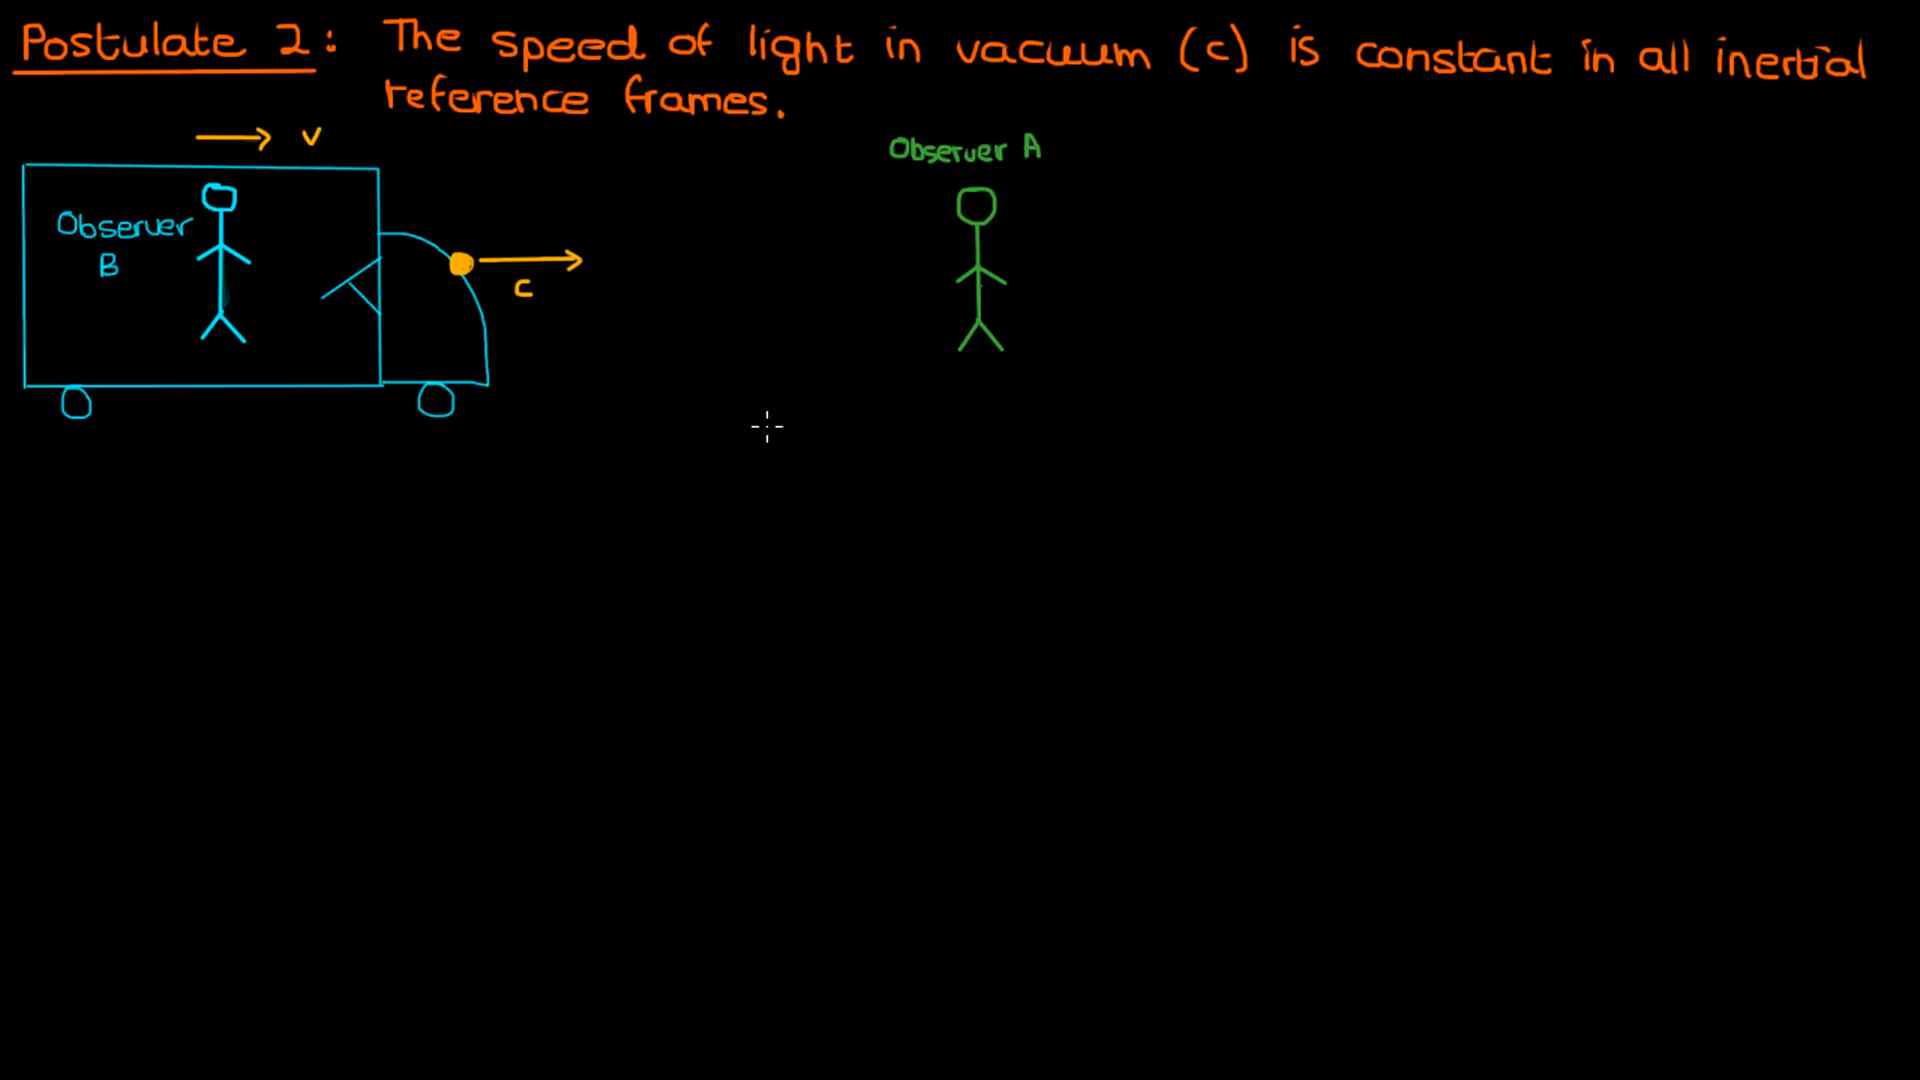 Postulate 2: The speed of light in vacuum (c) is constant in all inertial
reference frames.
v
Observer A
Observer
B
c